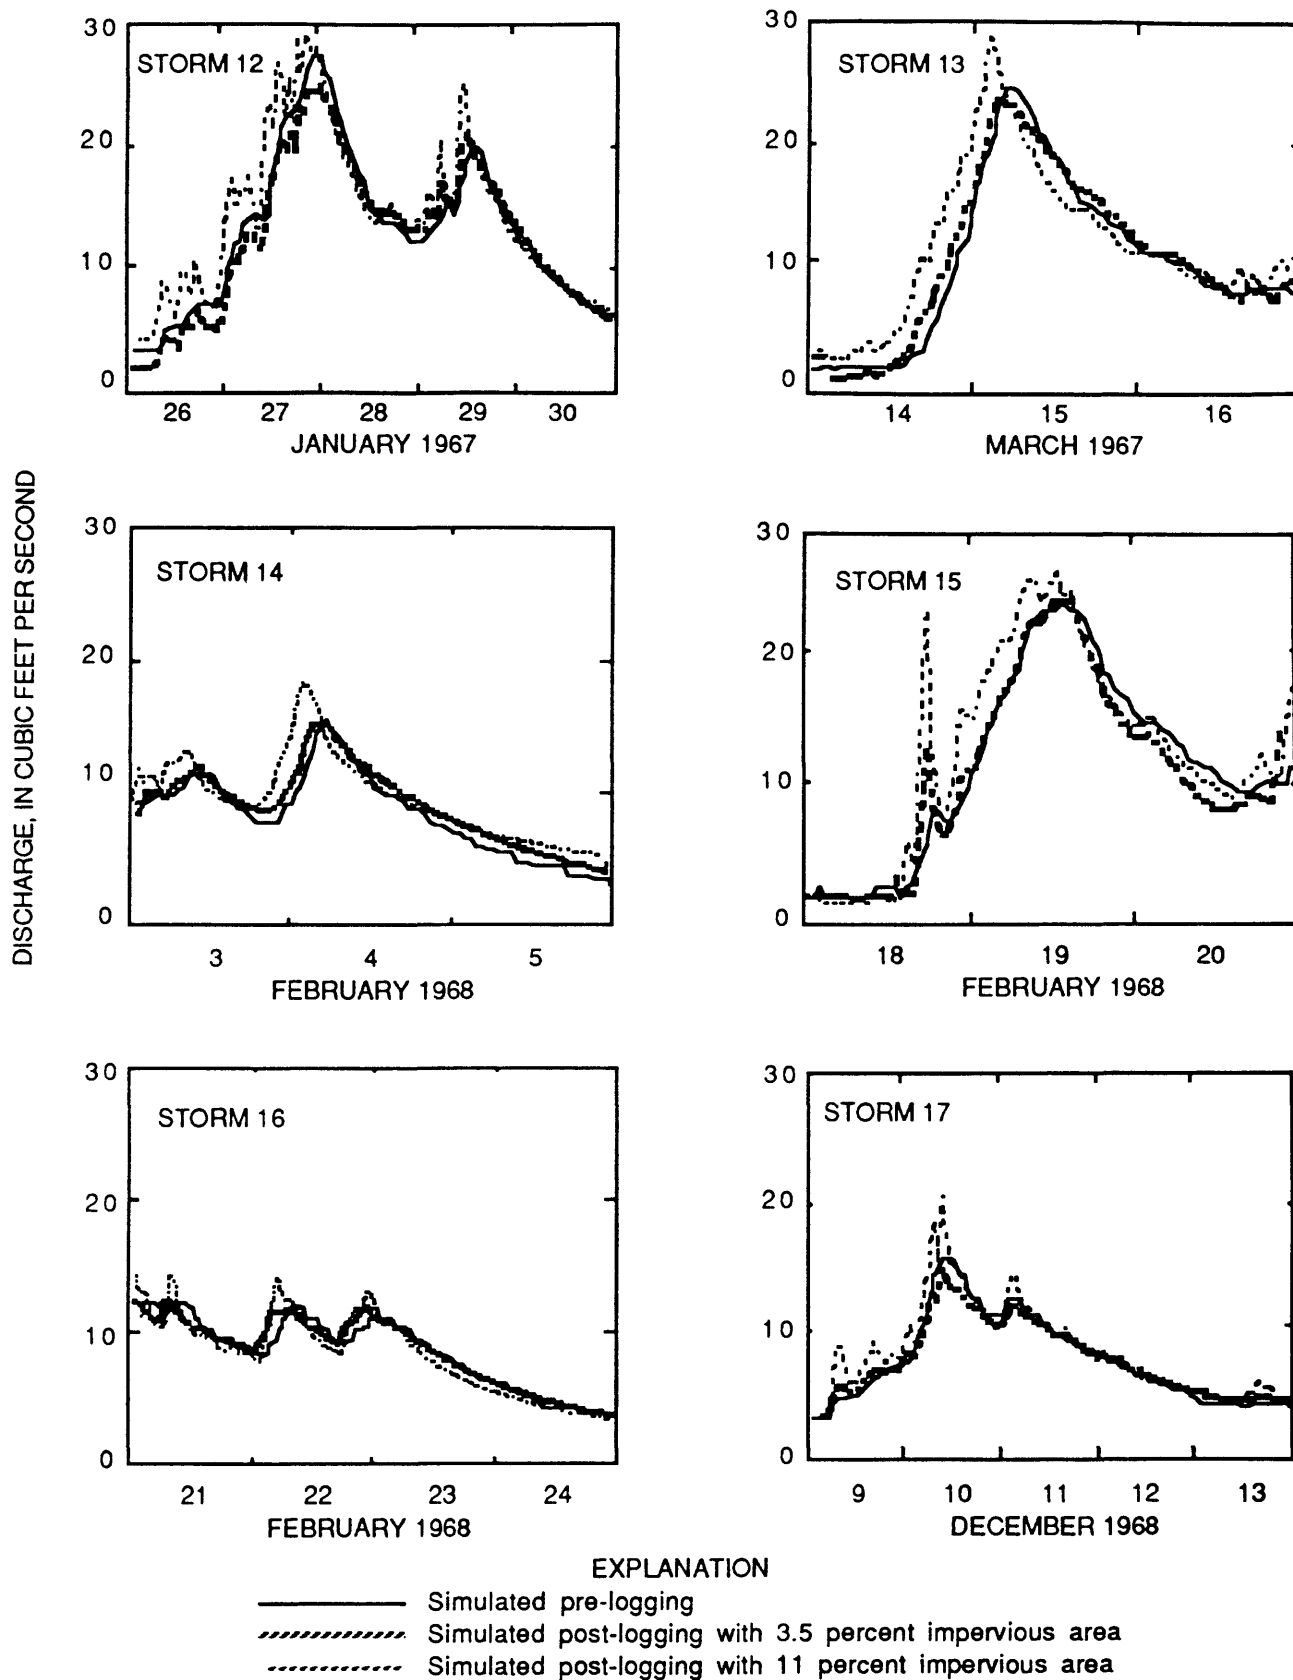 DISCHARGE, IN CUBIC FEET PER SECOND
STORM 12
30
20
10
0
26 27 28 29 30
JANUARY 1967
STORM 13
30
20
10
0
14 15 16
MARCH 1967
STORM 14
30
20
10
0
3 4 5
FEBRUARY 1968
STORM 15
30
20
10
0
18 19 20
FEBRUARY 1968
STORM 16
30
20
10
0
21 22 23 24
FEBRUARY 1968
STORM 17
30
20
10
0
9 10 11 12 13
DECEMBER 1968
EXPLANATION
Simulated pre-logging
Simulated post-logging with 3.5 percent impervious area
Simulated post-logging with 11 percent impervious area